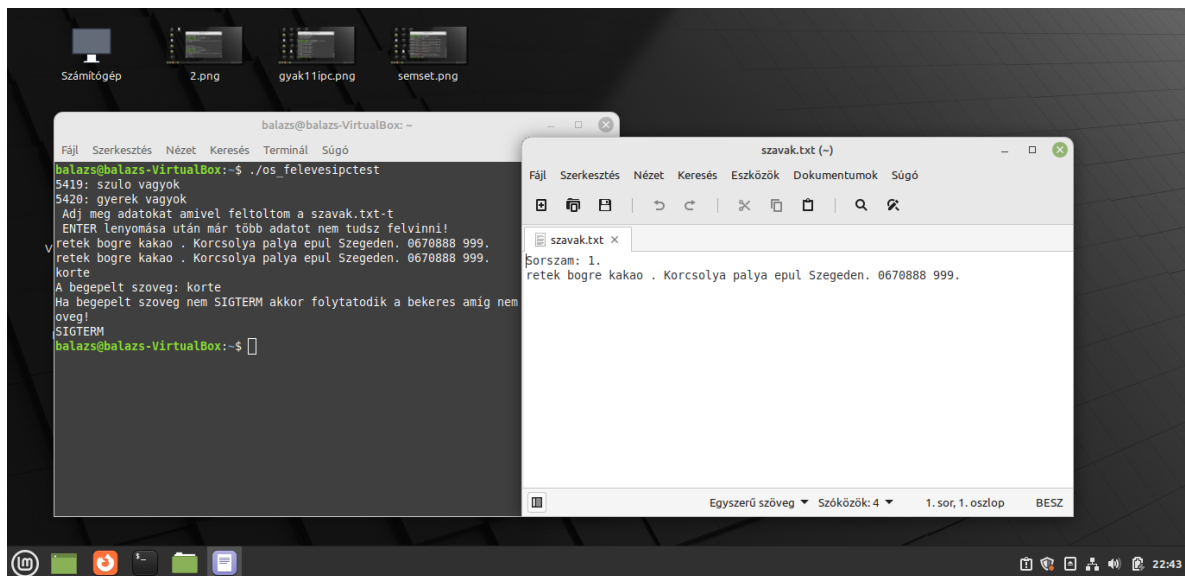 Számítógép
2.png
gyak11ipc.png
semset.png
balazs@balazs-VirtualBox: ~
Fájl Szerkesztés Nézet Keresés Terminál Súgó
balazs@balazs-VirtualBox:~$ ./os_felevesipctest
5419: szulo vagyok
5420: gyerek vagyok
Adj meg adatokat amivel feltoltom a szavak.txt-t
ENTER lenyomása után már több adatot nem tudsz felvinni!
retek bogre kakao . Korcsolya palya epul Szegeden. 0670888 999.
retek bogre kakao . Korcsolya palya epul Szegeden. 0670888 999.
korte
A begepelt szoveg: korte
Ha begepelt szoveg nem SIGTERM akkor folytatodik a bekeres amíg nem
oveg!
SIGTERM
balazs@balazs-VirtualBox:~$
szavak.txt (~)
Fájl Szerkesztés Nézet Keresés Eszközök Dokumentumok Súgó
szavak.txt ×
Sorszam: 1.
retek bogre kakao . Korcsolya palya epul Szegeden. 0670888 999.
Egyszerű szöveg Szóközök: 4 1. sor, 1. oszlop BESZ
22:43